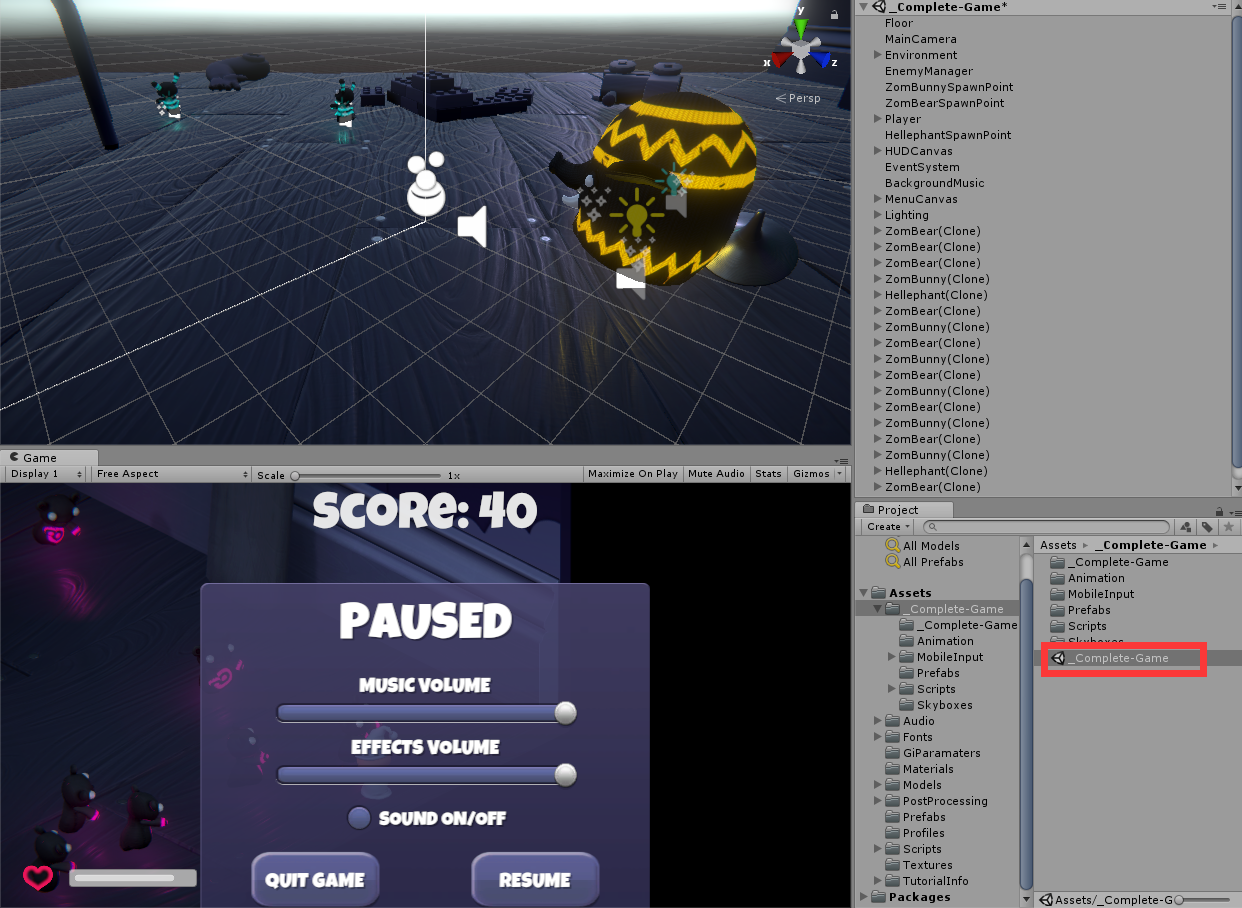 y
x
z
Persp
Game
Display 1
Free Aspect
Scale
1x
Maximize On Play
Mute Audio
Stats
Gizmos
SCORE: 40
PAUSED
MUSIC VOLUME
EFFECTS VOLUME
SOUND ON/OFF
QUIT GAME
RESUME
_Complete-Game*
Floor
MainCamera
Environment
EnemyManager
ZomBunnySpawnPoint
ZomBearSpawnPoint
Player
HellephantSpawnPoint
HUDCanvas
EventSystem
BackgroundMusic
MenuCanvas
Lighting
ZomBear(Clone)
ZomBear(Clone)
ZomBear(Clone)
ZomBunny(Clone)
Hellephant(Clone)
ZomBear(Clone)
ZomBunny(Clone)
ZomBear(Clone)
ZomBunny(Clone)
ZomBear(Clone)
ZomBunny(Clone)
ZomBear(Clone)
ZomBunny(Clone)
ZomBear(Clone)
ZomBunny(Clone)
Hellephant(Clone)
ZomBear(Clone)
Project
Create
All Models
All Prefabs
Assets
_Complete-Game
_Complete-Game
Animation
MobileInput
Prefabs
Scripts
Skyboxes
Audio
Fonts
GiParamaters
Materials
Models
PostProcessing
Prefabs
Profiles
Scripts
Textures
TutorialInfo
Packages
Assets _Complete-Game
_Complete-Game
Animation
MobileInput
Prefabs
Scripts
Skyboxes
_Complete-Game
Assets/_Complete-G